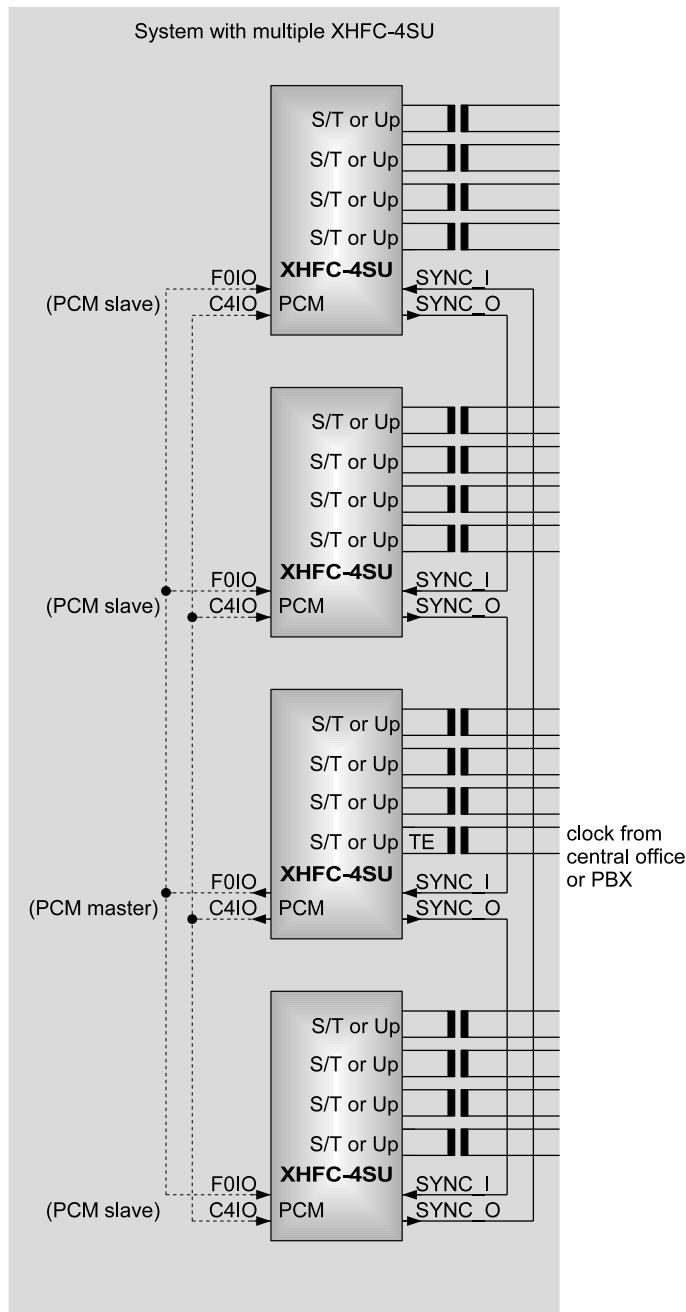 System with multiple XHFC-4SU
S/T or Up
S/T or Up
S/T or Up
S/T or Up
XHFC-4SU
F0IO SYNC_I
(PCM slave) C4IO PCM SYNC_O
S/T or Up
S/T or Up
S/T or Up
S/T or Up
XHFC-4SU
F0IO SYNC_I
(PCM slave) C4IO PCM SYNC_O
S/T or Up
S/T or Up
S/T or Up
S/T or Up TE clock from
central office
XHFC-4SU
or PBX
F0IO SYNC_I
(PCM master) C4IO PCM SYNC_O
S/T or Up
S/T or Up
S/T or Up
S/T or Up
XHFC-4SU
F0IO SYNC_I
(PCM slave) C4IO PCM SYNC_O